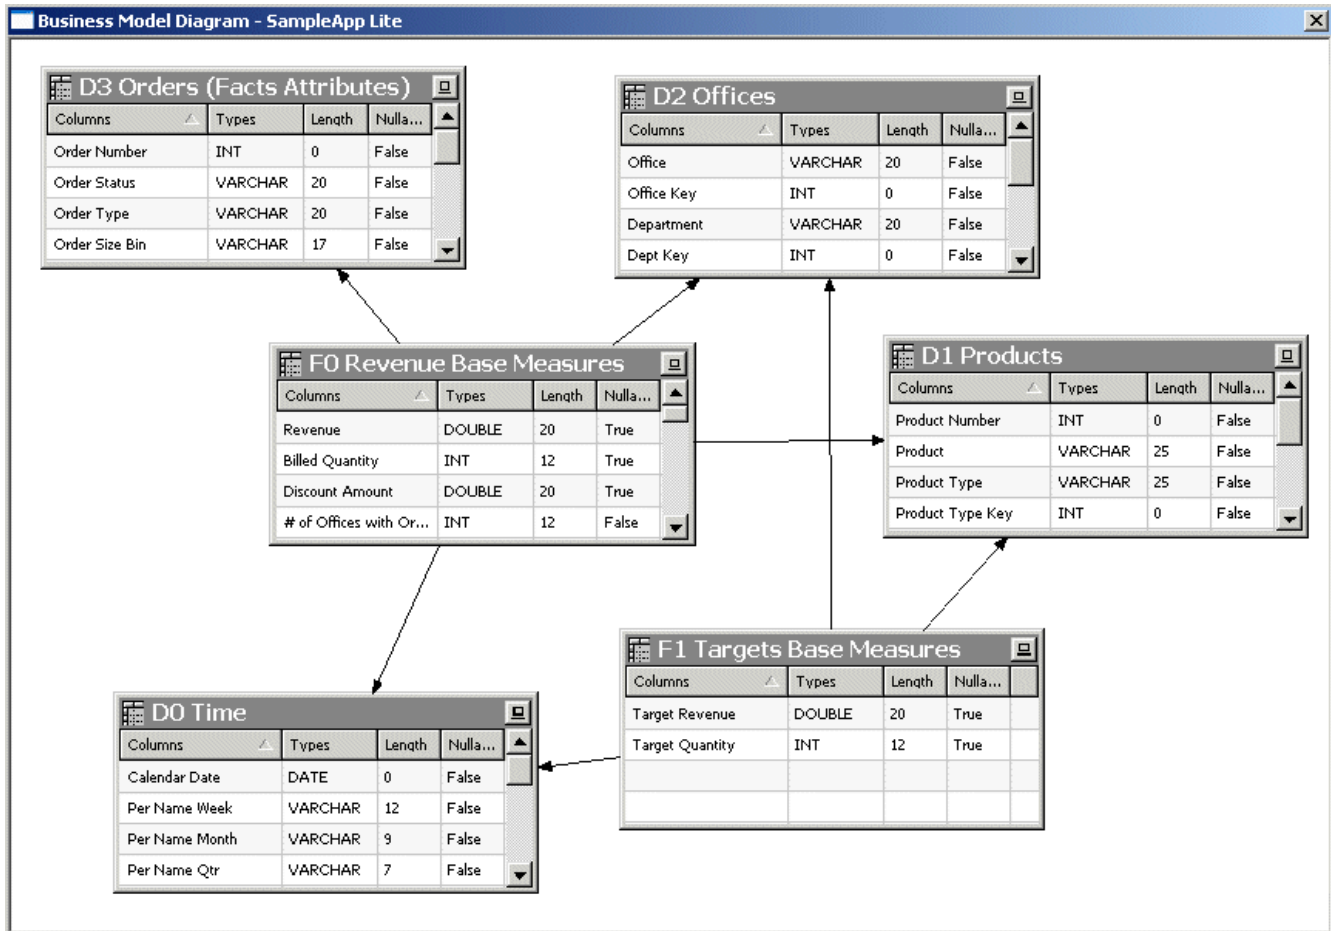 Business Model Diagram - SampleApp Lite
D3 Orders (Facts Attributes)
Columns Types Length Nulla...
Order Number INT 0 False
Order Status VARCHAR 20 False
Order Type VARCHAR 20 False
Order Size Bin VARCHAR 17 False
D2 Offices
Columns Types Length Nulla...
Office VARCHAR 20 False
Office Key INT 0 False
Department VARCHAR 20 False
Dept Key INT 0 False
F0 Revenue Base Measures
Columns Types Length Nulla...
Revenue DOUBLE 20 True
Billed Quantity INT 12 True
Discount Amount DOUBLE 20 True
# of Offices with Or... INT 12 False
D1 Products
Columns Types Length Nulla...
Product Number INT 0 False
Product VARCHAR 25 False
Product Type VARCHAR 25 False
Product Type Key INT 0 False
F1 Targets Base Measures
Columns Types Length Nulla...
Target Revenue DOUBLE 20 True
Target Quantity INT 12 True
D0 Time
Columns Types Length Nulla...
Calendar Date DATE 0 False
Per Name Week VARCHAR 12 False
Per Name Month VARCHAR 9 False
Per Name Qtr VARCHAR 7 False